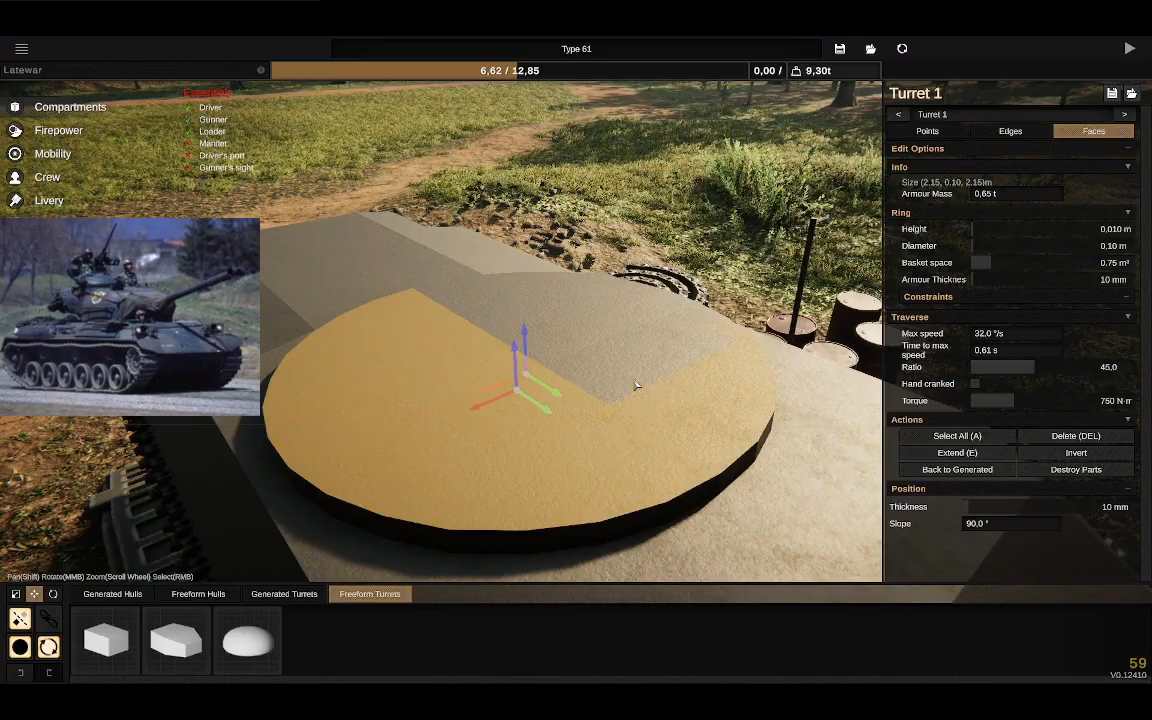 Type 61
Latewar
6,62 / 12,85
0,00 /
9,30t
Compartments
Firepower
Mobility
Crew
Livery
Essentials
Driver
Gunner
Loader
Mantlet
Driver's port
Gunner's sight
Turret 1
< Turret 1 >
Points Edges Faces
Edit Options
Info
Size (2.15, 0.10, 2.15)m
Armour Mass 0,65 t
Ring
Height 0,010 m
Diameter 0,10 m
Basket space 0,75 m³
Armour Thicknes 10 mm
Constraints
Traverse
Max speed 32,0 °/s
Time to max
speed 0,61 s
Ratio 45,0
Hand cranked
Torque 750 N·m
Actions
Select All (A) Delete (DEL)
Extend (E) Invert
Back to Generated Destroy Parts
Position
Thickness 10 mm
Slope 90,0 °
Pan(Shift) Rotate(MMB) Zoom(Scroll Wheel) Select(RMB)
Generated Hulls Freeform Hulls Generated Turrets Freeform Turrets
59
V0.12410